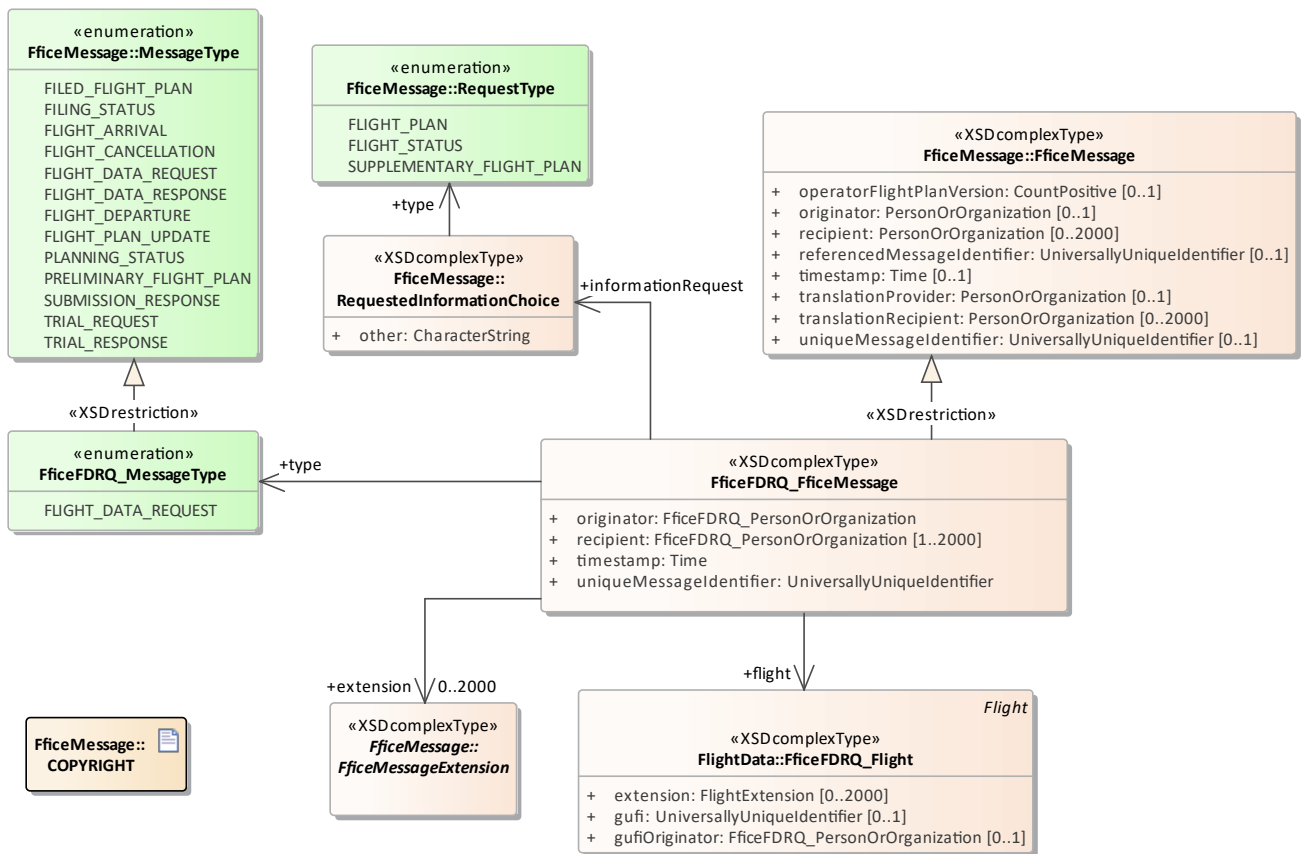 «enumeration»
FficeMessage::MessageType
FILED_FLIGHT_PLAN
FILING_STATUS
FLIGHT_ARRIVAL
FLIGHT_CANCELLATION
FLIGHT_DATA_REQUEST
FLIGHT_DATA_RESPONSE
FLIGHT_DEPARTURE
FLIGHT_PLAN_UPDATE
PLANNING_STATUS
PRELIMINARY_FLIGHT_PLAN
SUBMISSION_RESPONSE
TRIAL_REQUEST
TRIAL_RESPONSE
«enumeration»
FficeMessage::RequestType
FLIGHT_PLAN
FLIGHT_STATUS
SUPPLEMENTARY_FLIGHT_PLAN
+type
«XSDcomplexType»
FficeMessage::
RequestedInformationChoice
+ other: CharacterString
+informationRequest
«XSDcomplexType»
FficeMessage::FficeMessage
+ operatorFlightPlanVersion: CountPositive [0..1]
+ originator: PersonOrOrganization [0..1]
+ recipient: PersonOrOrganization [0..2000]
+ referencedMessageIdentifier: UniversallyUniqueIdentifier [0..1]
+ timestamp: Time [0..1]
+ translationProvider: PersonOrOrganization [0..1]
+ translationRecipient: PersonOrOrganization [0..2000]
+ uniqueMessageIdentifier: UniversallyUniqueIdentifier [0..1]
«XSDrestriction»
«XSDrestriction»
«enumeration»
FficeFDRQ_MessageType
FLIGHT_DATA_REQUEST
+type
«XSDcomplexType»
FficeFDRQ_FficeMessage
+ originator: FficeFDRQ_PersonOrOrganization
+ recipient: FficeFDRQ_PersonOrOrganization [1..2000]
+ timestamp: Time
+ uniqueMessageIdentifier: UniversallyUniqueIdentifier
+extension
0..2000
+flight
«XSDcomplexType»
FficeMessage::
FficeMessageExtension
Flight
«XSDcomplexType»
FlightData::FficeFDRQ_Flight
+ extension: FlightExtension [0..2000]
+ gufi: UniversallyUniqueIdentifier [0..1]
+ gufiOriginator: FficeFDRQ_PersonOrOrganization [0..1]
FficeMessage::
COPYRIGHT